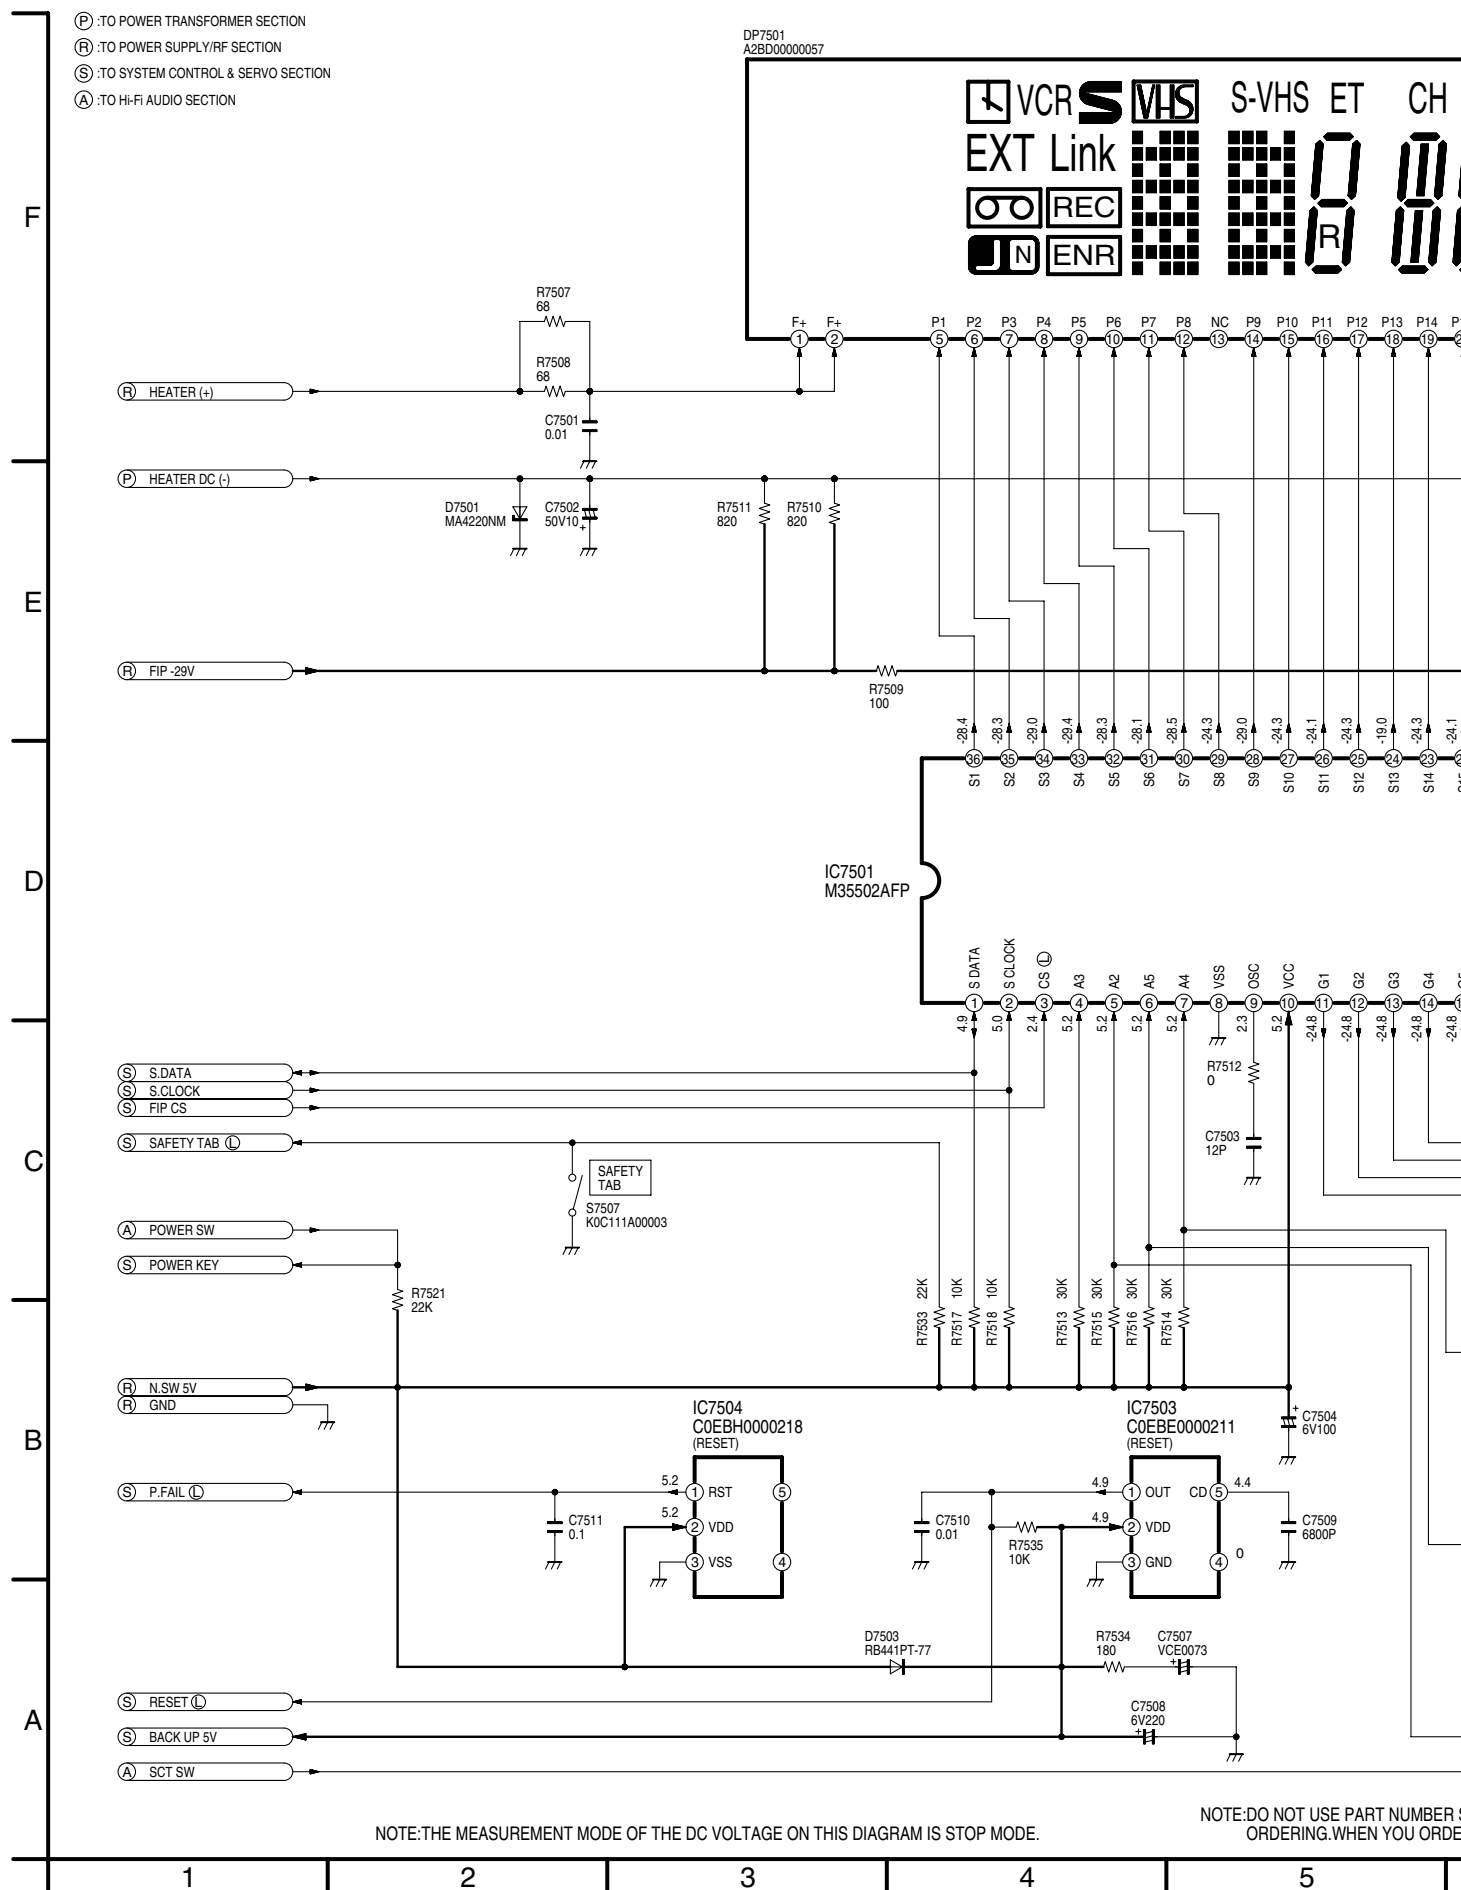 Ⓟ :TO POWER TRANSFORMER SECTION
Ⓡ :TO POWER SUPPLY/RF SECTION
Ⓢ :TO SYSTEM CONTROL & SERVO SECTION
Ⓐ :TO Hi-Fi AUDIO SECTION
DP7501
A2BD00000057
VCR S VHS S-VHS ET CH
EXT Link
REC
R
N ENR
F
F+ F+ P1 P2 P3 P4 P5 P6 P7 P8 NC P9 P10 P11 P12 P13 P14
1 2 5 6 7 8 9 10 11 12 13 14 15 16 17 18 19
R7507
68
R7508
68
Ⓡ HEATER (+)
C7501
0.01
Ⓟ HEATER DC (-)
D7501
MA4220NM
C7502
50V10
+
R7511
820
R7510
820
E
Ⓡ FIP -29V
R7509
100
-28.4 -28.3 -29.0 -29.4 -28.3 -28.1 -28.5 -24.3 -29.0 -24.3 -24.1 -24.3 -19.0 -24.3 -24.1
36 35 34 33 32 31 30 29 28 27 26 25 24 23
S1 S2 S3 S4 S5 S6 S7 S8 S9 S10 S11 S12 S13 S14
D
IC7501
M35502AFP
S DATA S CLOCK CS Ⓛ A3 A2 A5 A4 VSS OSC VCC G1 G2 G3 G4
1 2 3 4 5 6 7 8 9 10 11 12 13 14
4.9 5.0 2.4 5.2 5.2 5.2 5.2 2.3 5.2 -24.8 -24.8 -24.8 -24.8 -24.8
Ⓢ S.DATA
Ⓢ S.CLOCK
Ⓢ FIP CS
R7512
0
Ⓢ SAFETY TAB Ⓛ
C7503
12P
C
SAFETY
TAB
S7507
K0C111A00003
Ⓐ POWER SW
Ⓢ POWER KEY
R7521
22K
R7533 22K
R7517 10K
R7518 10K
R7513 30K
R7515 30K
R7516 30K
R7514 30K
Ⓡ N.SW 5V
Ⓡ GND
IC7504
C0EBH0000218
(RESET)
IC7503
C0EBE0000211
(RESET)
+
C7504
6V100
B
Ⓢ P.FAIL Ⓛ
5.2 1 RST 5
5.2 2 VDD
3 VSS 4
C7511
0.1
4.9 1 OUT CD 5 4.4
4.9 2 VDD
3 GND 4 0
C7510
0.01
R7535
10K
C7509
6800P
D7503
RB441PT-77
R7534
180
C7507
VCE0073
+
Ⓢ RESET Ⓛ
A
C7508
6V220
+
Ⓢ BACK UP 5V
Ⓐ SCT SW
NOTE:THE MEASUREMENT MODE OF THE DC VOLTAGE ON THIS DIAGRAM IS STOP MODE.
NOTE:DO NOT USE PART NUMBER
ORDERING.WHEN YOU ORDE
1 2 3 4 5